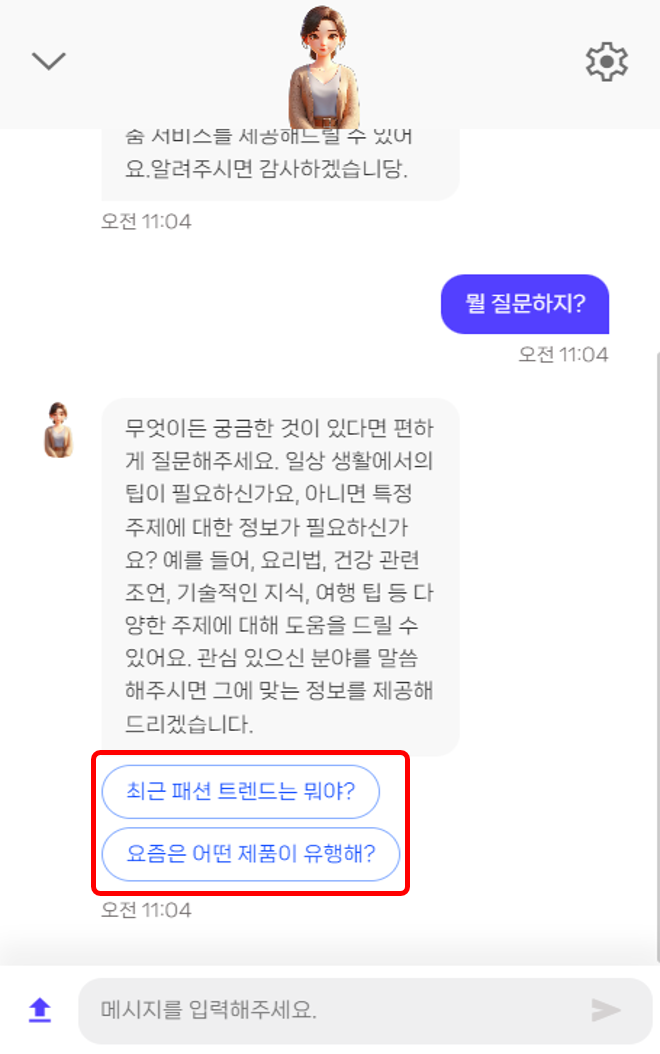 춤 서비스를 제공해드릴 수 있어
요.알려주시면 감사하겠습니당.
오전 11:04
뭘 질문하지?
오전 11:04
무엇이든 궁금한 것이 있다면 편하
게 질문해주세요. 일상 생활에서의
팁이 필요하신가요, 아니면 특정
주제에 대한 정보가 필요하신가
요? 예를 들어, 요리법, 건강 관련
조언, 기술적인 지식, 여행 팁 등 다
양한 주제에 대해 도움을 드릴 수
있어요. 관심 있으신 분야를 말씀
해주시면 그에 맞는 정보를 제공해
드리겠습니다.
최근 패션 트렌드는 뭐야?
요즘은 어떤 제품이 유행해?
오전 11:04
메시지를 입력해주세요.